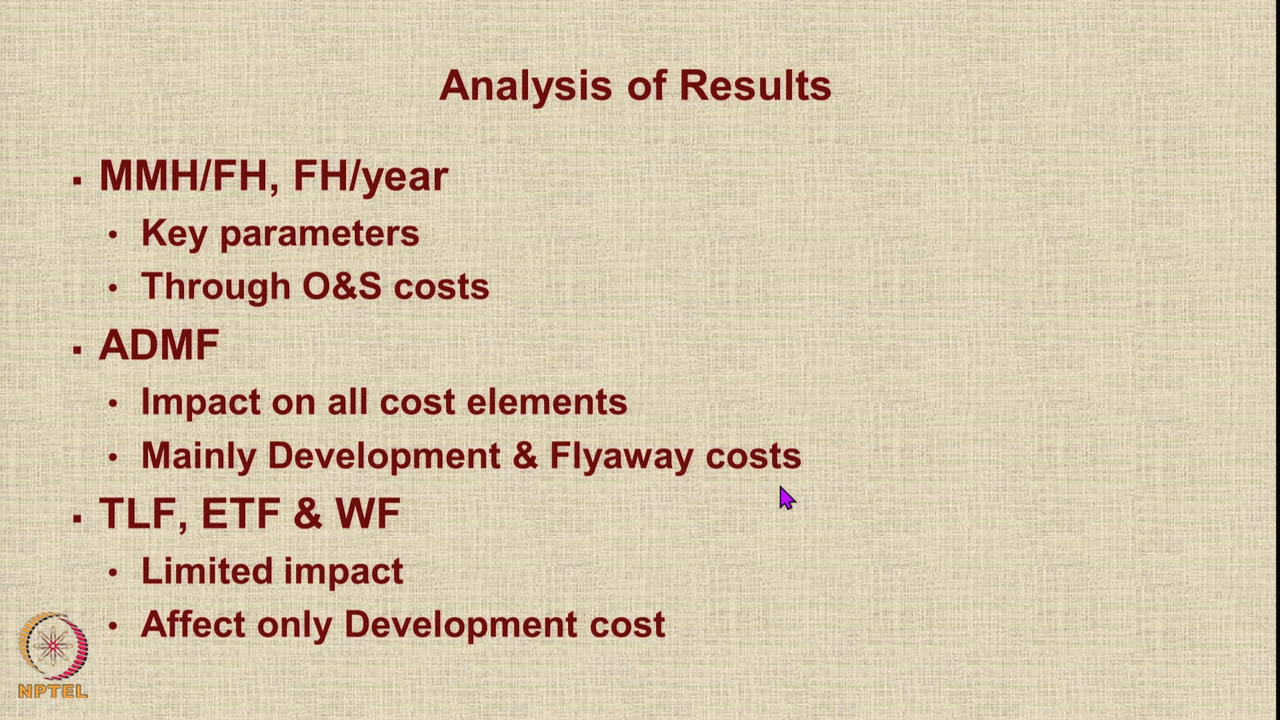 Analysis of Results
▪ MMH/FH, FH/year
• Key parameters
• Through O&S costs
▪ ADMF
• Impact on all cost elements
• Mainly Development & Flyaway costs
▪ TLF, ETF & WF
• Limited impact
• Affect only Development cost
NPTEL